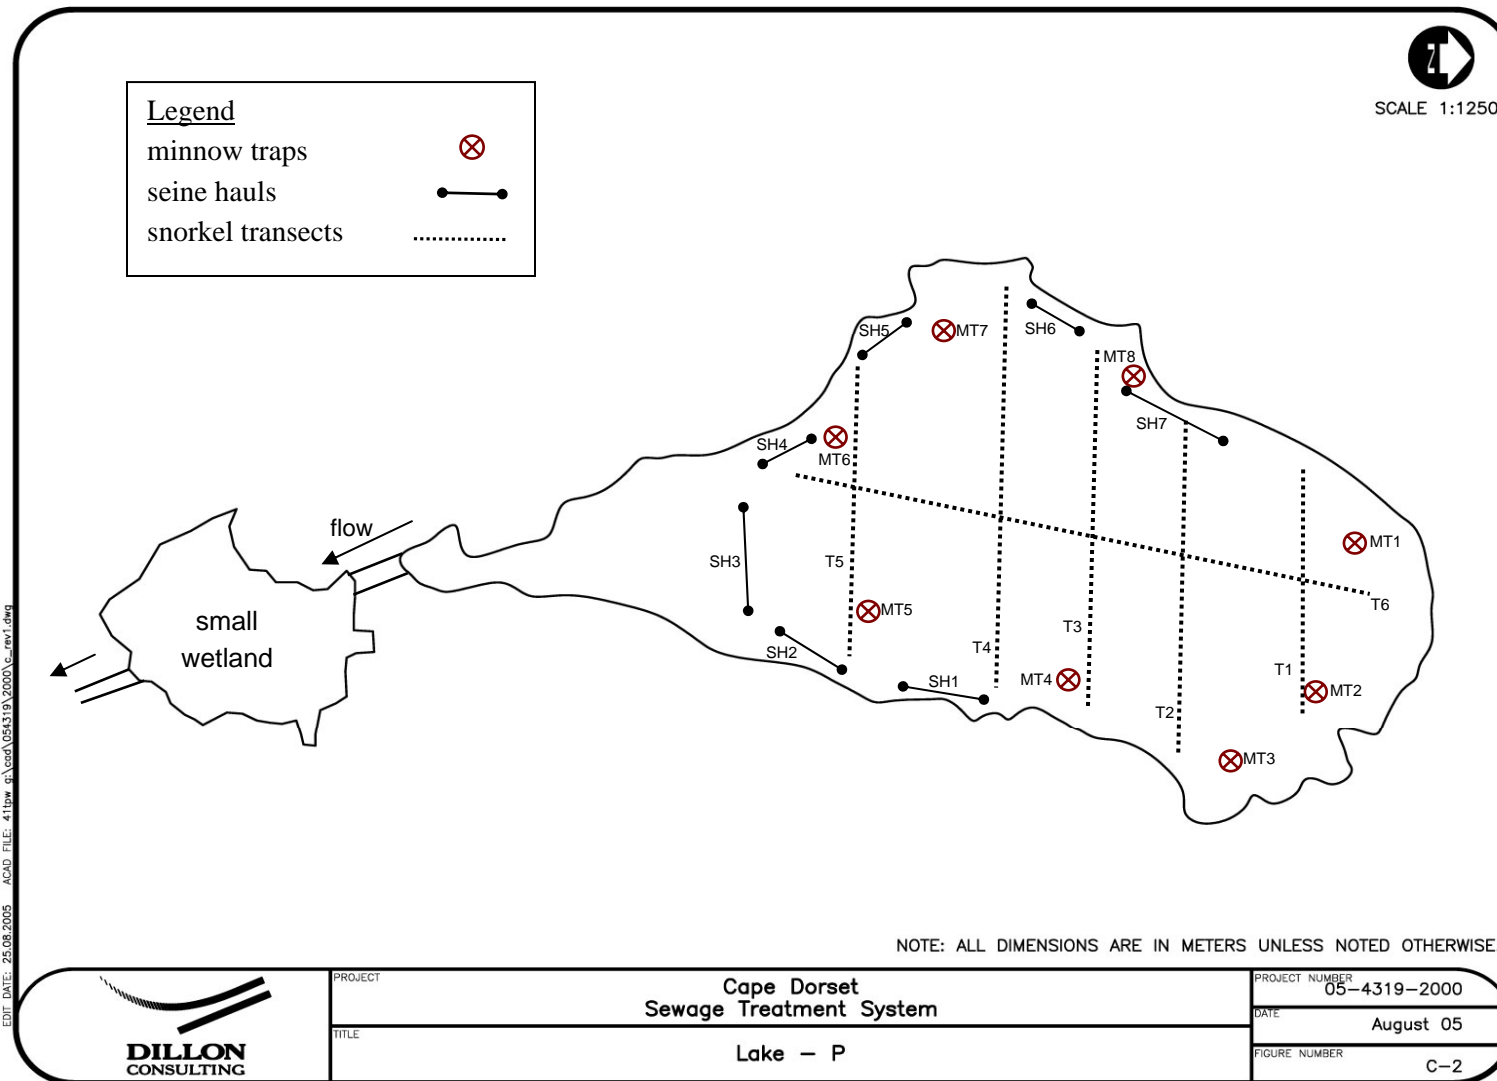 Legend
minnow traps
seine hauls
snorkel transects
N
SCALE 1:1250
SH5
MT7
SH6
MT8
SH7
SH4
MT6
flow
SH3
T5
MT5
MT1
T6
small
wetland
SH2
T4
T3
T1
SH1
MT4
MT2
T2
MT3
NOTE: ALL DIMENSIONS ARE IN METERS UNLESS NOTED OTHERWISE
EDIT DATE: 25.08.2005 ACAD FILE: 41tpw g:\cad\054319\2000\c_rev1.dwg
DILLON
CONSULTING
PROJECT
Cape Dorset
Sewage Treatment System
TITLE
Lake – P
PROJECT NUMBER
05–4319–2000
DATE
August 05
FIGURE NUMBER
C–2